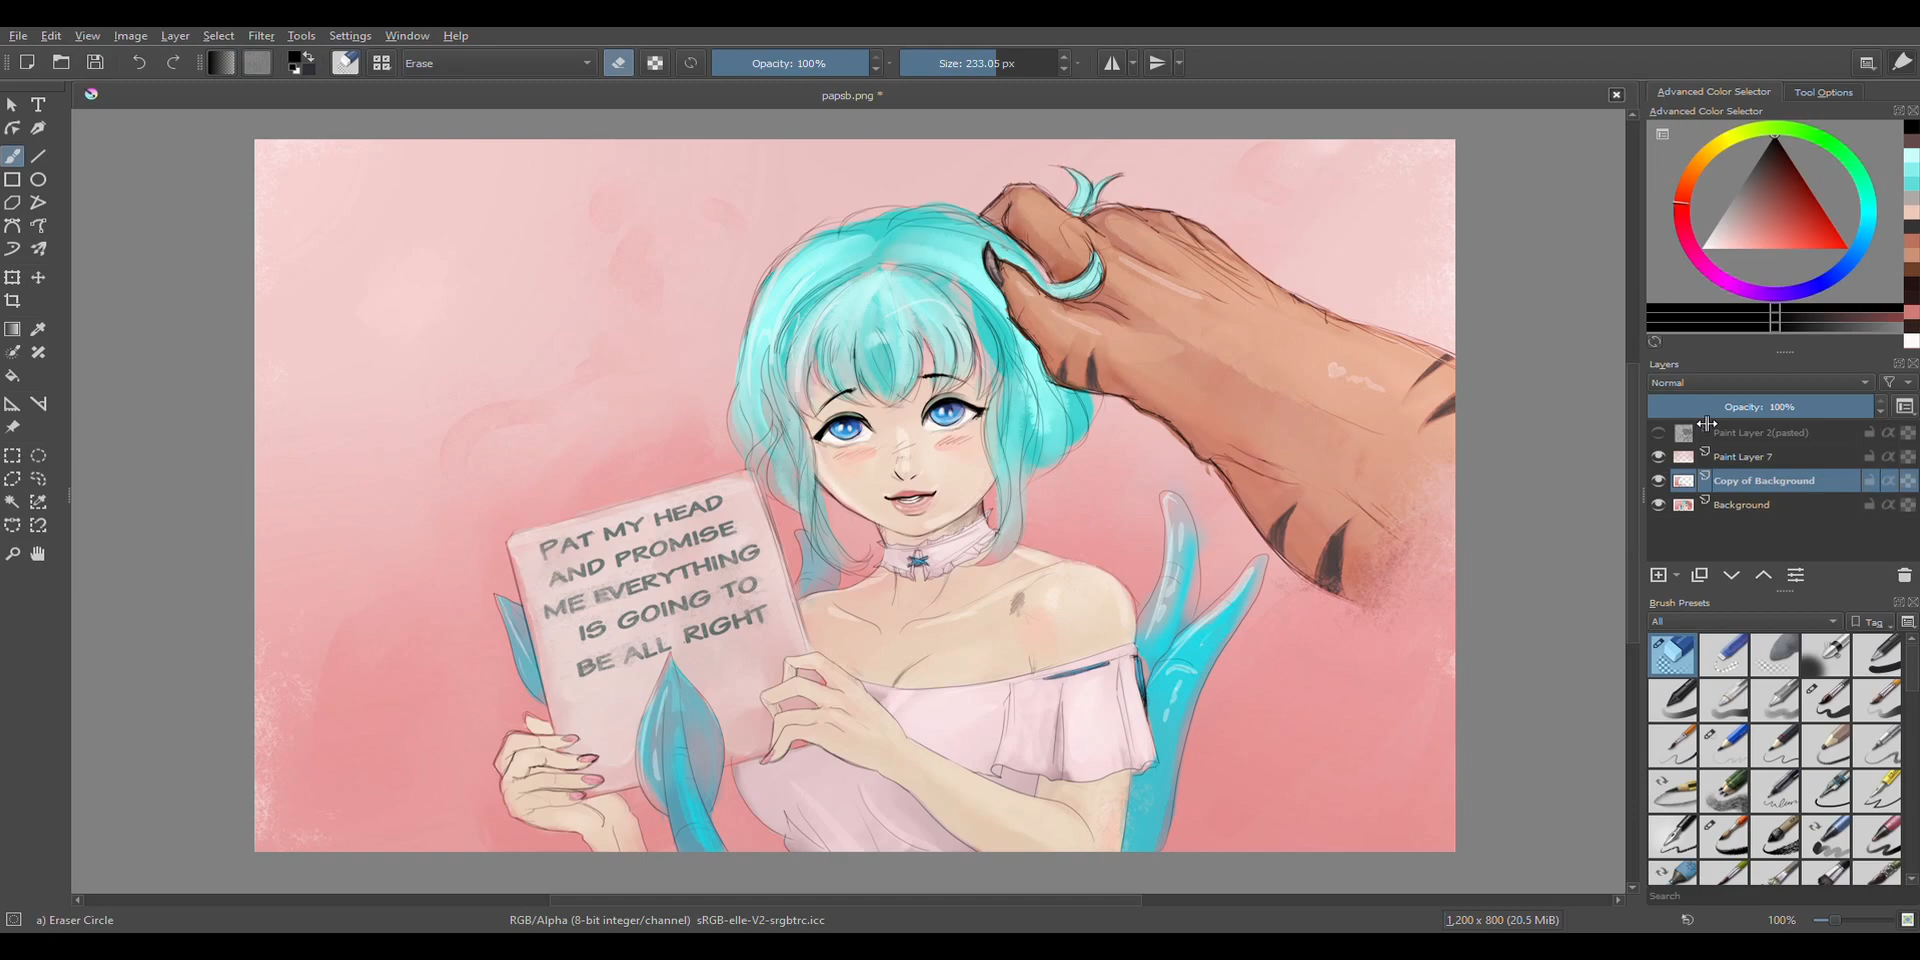 File Edit View Image Layer Select Filter Tools Settings Window Help
Erase
Opacity: 100%
Size: 233.05 px
papsb.png *
Advanced Color Selector
Tool Options
Advanced Color Selector
Layers
Normal
Opacity: 100%
Paint Layer 2(pasted)
Paint Layer 7
Copy of Background
Background
Brush Presets
All
Tag
Search
PAT MY HEAD
AND PROMISE
ME EVERYTHING
IS GOING TO
BE ALL RIGHT
a) Eraser Circle
RGB/Alpha (8-bit integer/channel) sRGB-elle-V2-srgbtrc.icc
1,200 x 800 (20.5 MiB)
100%